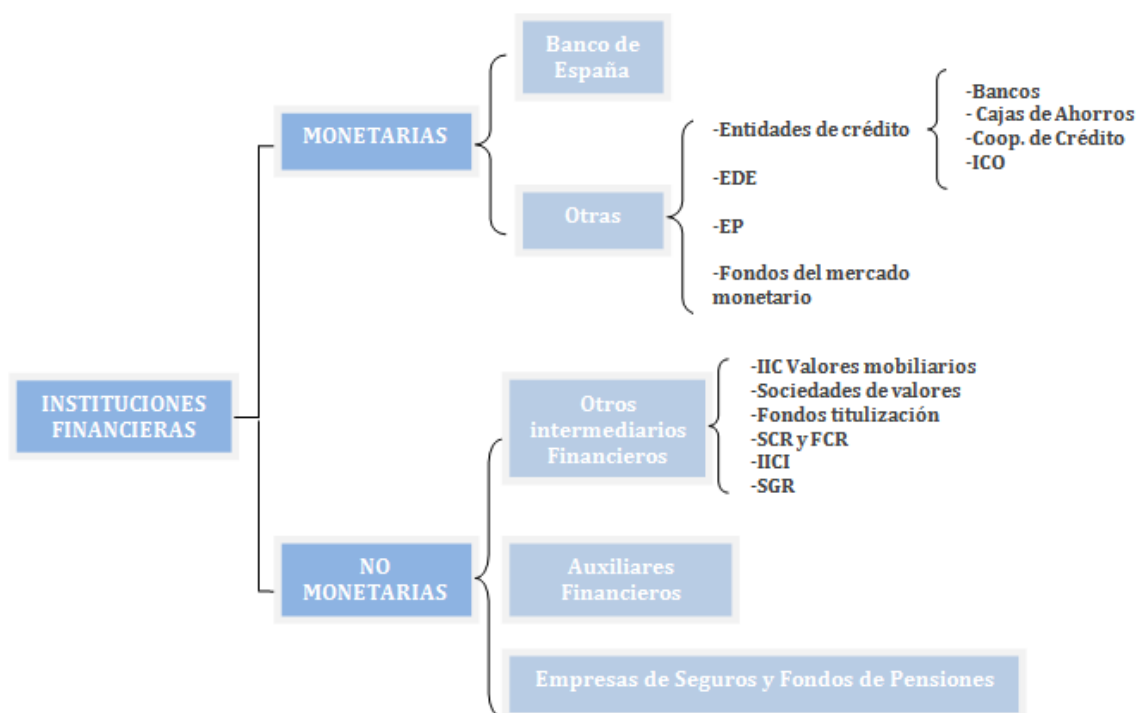 Banco de
España
MONETARIAS
-Entidades de crédito
-Bancos
- Cajas de Ahorros
-Coop. de Crédito
-ICO
-EDE
Otras
-EP
-Fondos del mercado
monetario
INSTITUCIONES
FINANCIERAS
Otros
intermediarios
Financieros
-IIC Valores mobiliarios
-Sociedades de valores
-Fondos titulización
-SCR y FCR
-IICI
-SGR
NO
MONETARIAS
Auxiliares
Financieros
Empresas de Seguros y Fondos de Pensiones